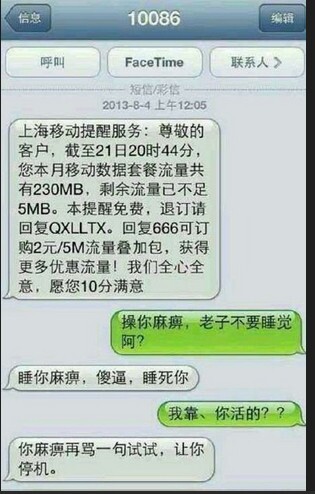 信息
10086
编辑
呼叫
FaceTime
联系人
短信/彩信
2013-8-4 上午12:05
上海移动提醒服务：尊敬的
客户，截至21日20时44分，
您本月移动数据套餐流量共
有230MB，剩余流量已不足
5MB。本提醒免费，退订请
回复QXLLTX。回复666可订
购2元/5M流量叠加包，获得
更多优惠流量！我们全心全
意，愿您10分满意
操你麻痹，老子不要睡觉
阿？
睡你麻痹，傻逼，睡死你
我靠、你活的？？
你麻痹再骂一句试试，让你
停机。